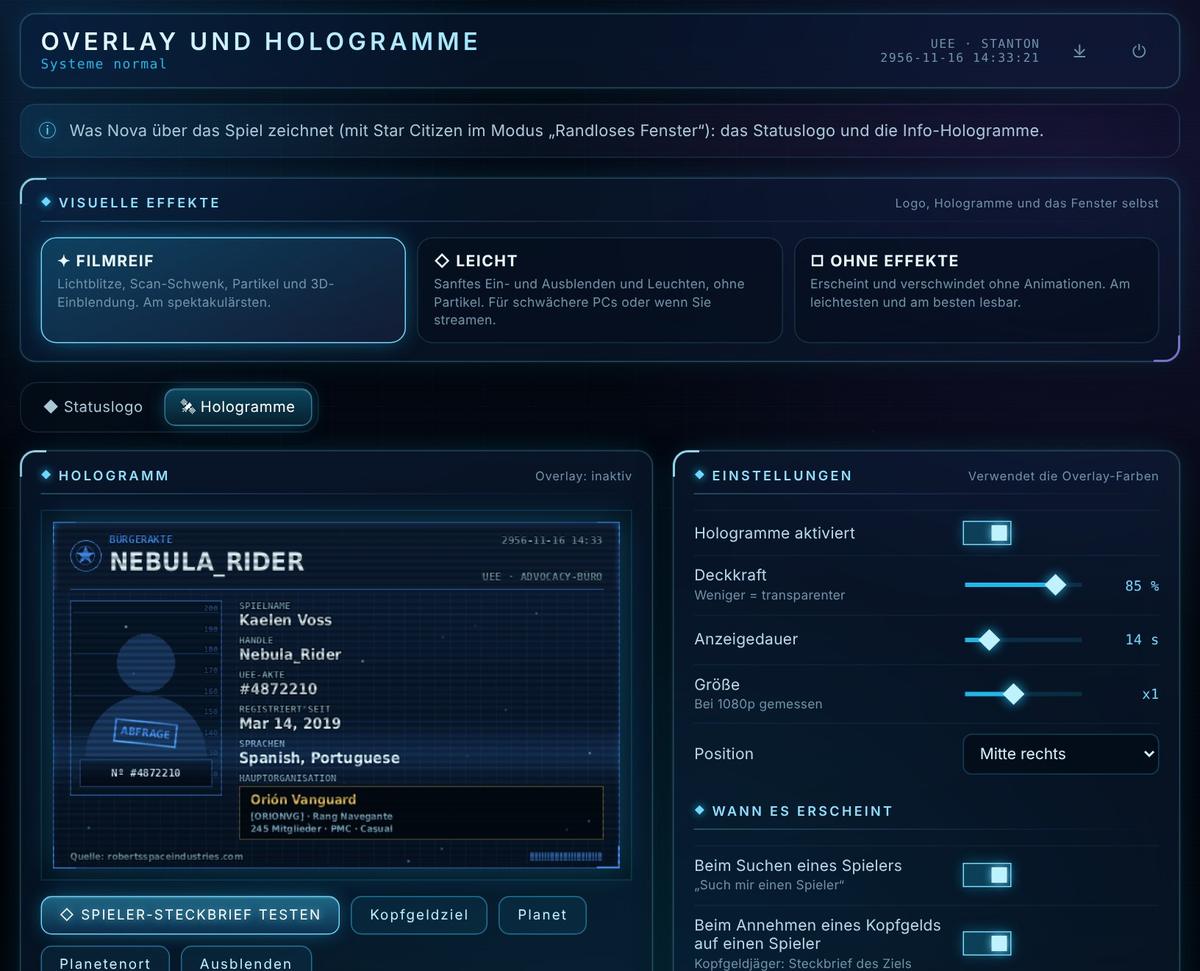 OVERLAY UND HOLOGRAMME
Systeme normal
UEE · STANTON
2956-11-16 14:33:21
Was Nova über das Spiel zeichnet (mit Star Citizen im Modus „Randloses Fenster“): das Statuslogo und die Info-Hologramme.
VISUELLE EFFEKTE
Logo, Hologramme und das Fenster selbst
FILMREIF
Lichtblitze, Scan-Schwenk, Partikel und 3D-
Einblendung. Am spektakulärsten.
LEICHT
Sanftes Ein- und Ausblenden und Leuchten, ohne
Partikel. Für schwächere PCs oder wenn Sie
streamen.
OHNE EFFEKTE
Erscheint und verschwindet ohne Animationen. Am
leichtesten und am besten lesbar.
Statuslogo
Hologramme
HOLOGRAMM
Overlay: inaktiv
BÜRGERAKTE
NEBULA_RIDER
2956-11-16 14:33
UEE · ADVOCACY-BÜRO
200
190
180
170
160
150
140
ABFRAGE
Nº #4872210
SPIELNAME
Kaelen Voss
HANDLE
Nebula_Rider
UEE-AKTE
#4872210
REGISTRIERT SEIT
Mar 14, 2019
SPRACHEN
Spanish, Portuguese
HAUPTORGANISATION
Orión Vanguard
[ORIONVG] · Rang Navegante
245 Mitglieder · PMC · Casual
Quelle: robertsspaceindustries.com
SPIELER-STECKBRIEF TESTEN
Kopfgeldziel
Planet
Planetenort
Ausblenden
EINSTELLUNGEN
Verwendet die Overlay-Farben
Hologramme aktiviert
Deckkraft
Weniger = transparenter
85 %
Anzeigedauer
14 s
Größe
Bei 1080p gemessen
x1
Position
Mitte rechts
WANN ES ERSCHEINT
Beim Suchen eines Spielers
„Such mir einen Spieler“
Beim Annehmen eines Kopfgelds
auf einen Spieler
Kopfgeldjäger: Steckbrief des Ziels